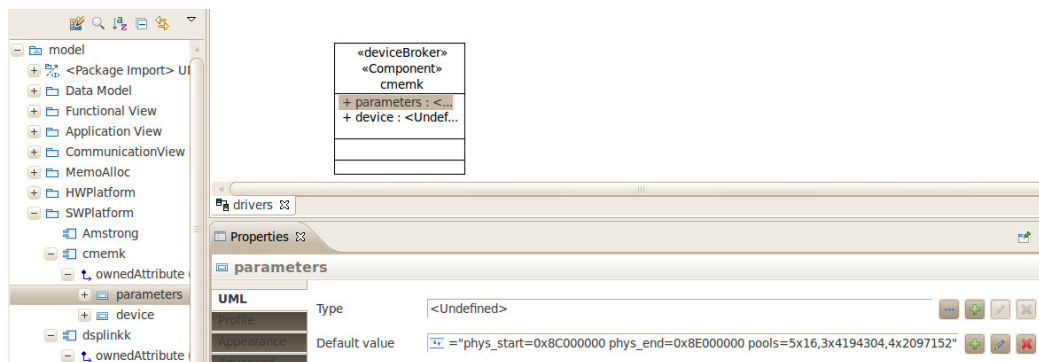 model
<Package Import> UI
Data Model
Functional View
Application View
CommunicationView
MemoAlloc
HWPlatform
SWPlatform
Amstrong
cmemk
ownedAttribute
parameters
device
dsplinkk
ownedAttribute
«deviceBroker»
«Component»
cmemk
+ parameters : <...
+ device : <Undef...
drivers
Properties
parameters
UML
Profile
Appearance
Advanced
Type
<Undefined>
Default value
="phys_start=0x8C000000 phys_end=0x8E000000 pools=5x16,3x4194304,4x2097152"